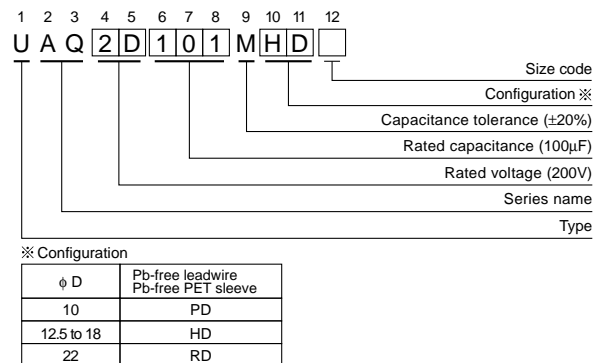 1 2 3 4 5 6 7 8 9 10 11 12
U A Q 2 D 1 0 1 M H D
Size code
Configuration ※
Capacitance tolerance (±20%)
Rated capacitance (100µF)
Rated voltage (200V)
Series name
Type
※ Configuration
ϕ D Pb-free leadwire
Pb-free PET sleeve
10 PD
12.5 to 18 HD
22 RD